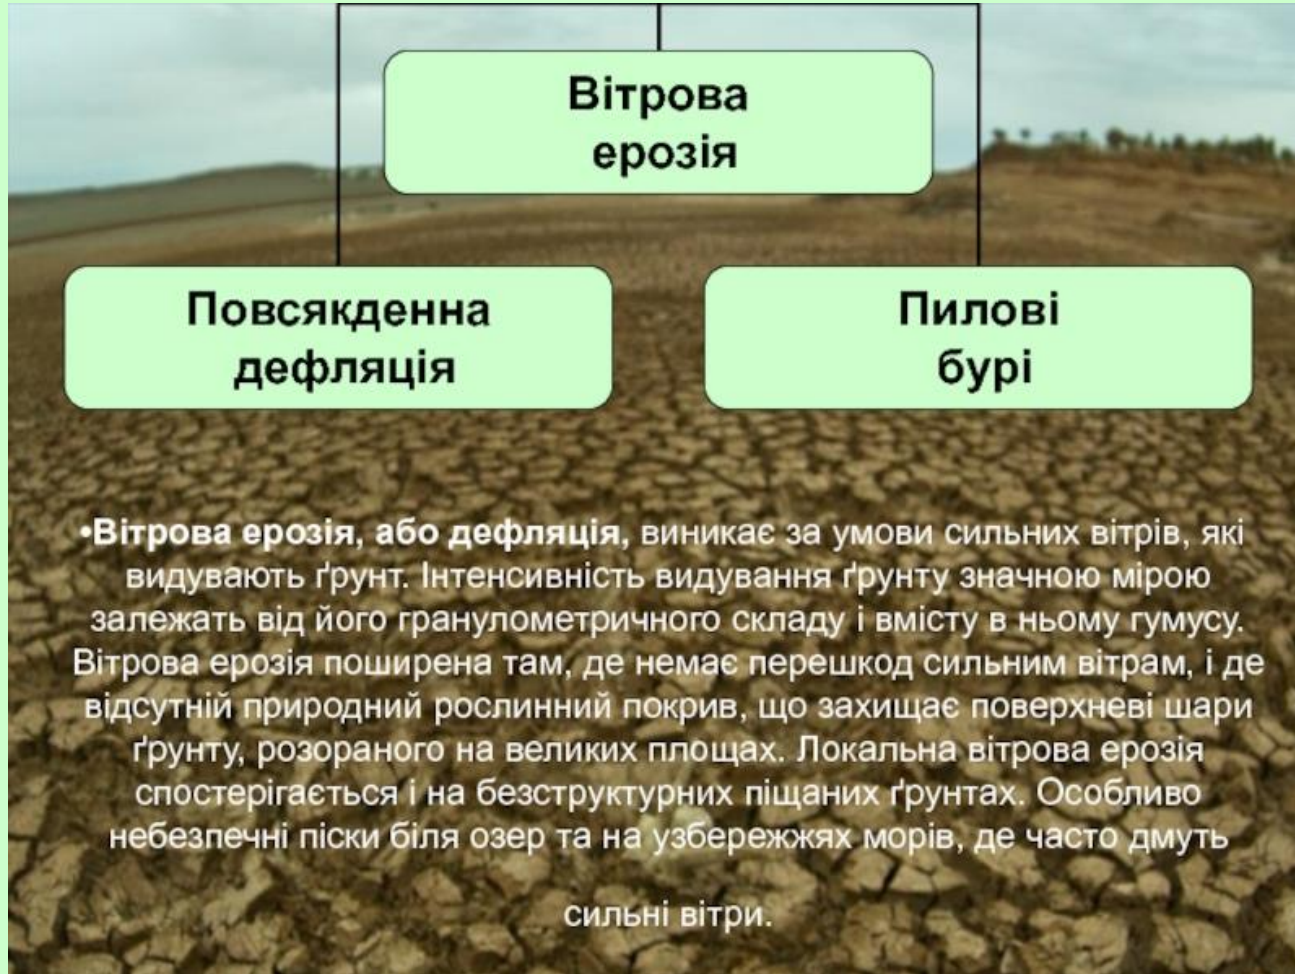 Вітрова
ерозія
Повсякденна
дефляція
Пилові
бурі
•Вітрова ерозія, або дефляція, виникає за умови сильних вітрів, які
видувають ґрунт. Інтенсивність видування ґрунту значною мірою
залежать від його гранулометричного складу і вмісту в ньому гумусу.
Вітрова ерозія поширена там, де немає перешкод сильним вітрам, і де
відсутній природний рослинний покрив, що захищає поверхневі шари
ґрунту, розораного на великих площах. Локальна вітрова ерозія
спостерігається і на безструктурних піщаних ґрунтах. Особливо
небезпечні піски біля озер та на узбережжях морів, де часто дмуть
сильні вітри.